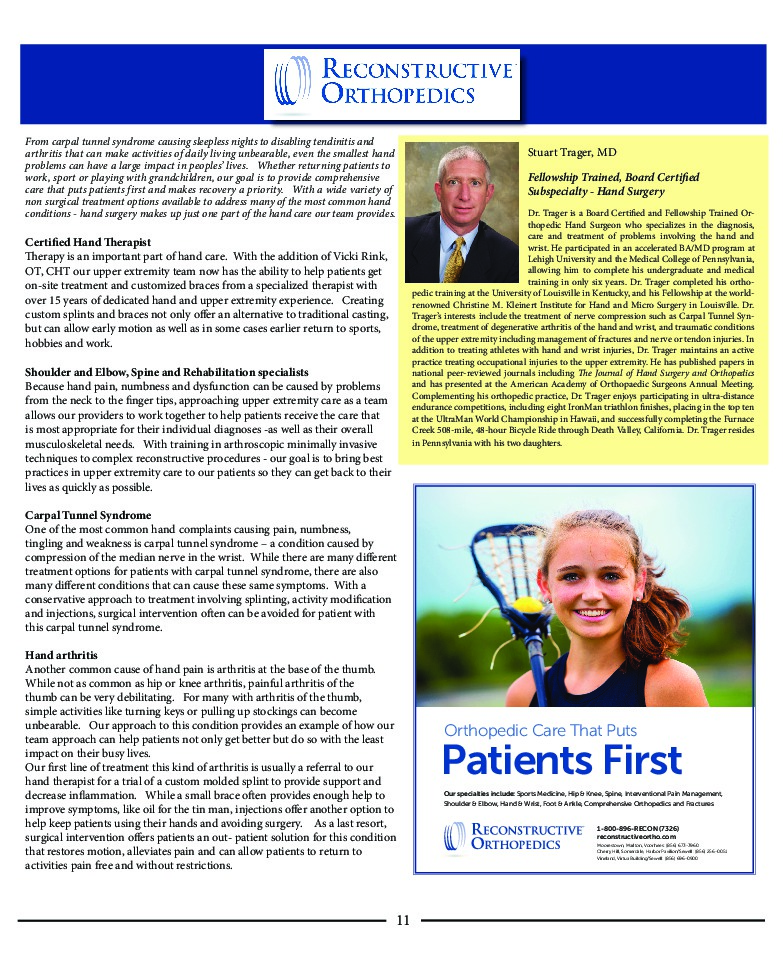 RECONSTRUCTIVE
ORTHOPEDICS
From carpal tunnel syndrome causing sleepless nights to disabling tendinitis and
arthritis that can make activities of daily living unbearable, even the smallest hand
problems can have a large impact in peoples' lives.   Whether returning patients to
work, sport or playing with grandchildren, our goal is to provide comprehensive
care that puts patients first and makes recovery a priority.   With a wide variety of
non surgical treatment options available to address many of the most common hand
conditions - hand surgery makes up just one part of the hand care our team provides.
Certified Hand Therapist
Therapy is an important part of hand care.  With the addition of Vicki Rink,
OT, CHT our upper extremity team now has the ability to help patients get
on-site treatment and customized braces from a specialized therapist with
over 15 years of dedicated hand and upper extremity experience.   Creating
custom splints and braces not only offer an alternative to traditional casting,
but can allow early motion as well as in some cases earlier return to sports,
hobbies and work.
Shoulder and Elbow, Spine and Rehabilitation specialists
Because hand pain, numbness and dysfunction can be caused by problems
from the neck to the finger tips, approaching upper extremity care as a team
allows our providers to work together to help patients receive the care that
is most appropriate for their individual diagnoses -as well as their overall
musculoskeletal needs.   With training in arthroscopic minimally invasive
techniques to complex reconstructive procedures - our goal is to bring best
practices in upper extremity care to our patients so they can get back to their
lives as quickly as possible.
Carpal Tunnel Syndrome
One of the most common hand complaints causing pain, numbness,
tingling and weakness is carpal tunnel syndrome – a condition caused by
compression of the median nerve in the wrist.  While there are many different
treatment options for patients with carpal tunnel syndrome, there are also
many different conditions that can cause these same symptoms.  With a
conservative approach to treatment involving splinting, activity modification
and injections, surgical intervention often can be avoided for patient with
this carpal tunnel syndrome.
Hand arthritis
Another common cause of hand pain is arthritis at the base of the thumb.
While not as common as hip or knee arthritis, painful arthritis of the
thumb can be very debilitating.   For many with arthritis of the thumb,
simple activities like turning keys or pulling up stockings can become
unbearable.   Our approach to this condition provides an example of how our
team approach can help patients not only get better but do so with the least
impact on their busy lives.
Our first line of treatment this kind of arthritis is usually a referral to our
hand therapist for a trial of a custom molded splint to provide support and
decrease inflammation.   While a small brace often provides enough help to
improve symptoms, like oil for the tin man, injections offer another option to
help keep patients using their hands and avoiding surgery.    As a last resort,
surgical intervention offers patients an out- patient solution for this condition
that restores motion, alleviates pain and can allow patients to return to
activities pain free and without restrictions.
Stuart Trager, MD
Fellowship Trained, Board Certified
Subspecialty - Hand Surgery
Dr. Trager is a Board Certified and Fellowship Trained Or-
thopedic Hand Surgeon who specializes in the diagnosis,
care and treatment of problems involving the hand and
wrist. He participated in an accelerated BA/MD program at
Lehigh University and the Medical College of Pennsylvania,
allowing him to complete his undergraduate and medical
training in only six years. Dr. Trager completed his ortho-
pedic training at the University of Louisville in Kentucky, and his Fellowship at the world-
renowned Christine M. Kleinert Institute for Hand and Micro Surgery in Louisville. Dr.
Trager's interests include the treatment of nerve compression such as Carpal Tunnel Syn-
drome, treatment of degenerative arthritis of the hand and wrist, and traumatic conditions
of the upper extremity including management of fractures and nerve or tendon injuries. In
addition to treating athletes with hand and wrist injuries, Dr. Trager maintains an active
practice treating occupational injuries to the upper extremity. He has published papers in
national peer-reviewed journals including The Journal of Hand Surgery and Orthopedics
and has presented at the American Academy of Orthopaedic Surgeons Annual Meeting.
Complementing his orthopedic practice, Dr. Trager enjoys participating in ultra-distance
endurance competitions, including eight IronMan triathlon finishes, placing in the top ten
at the UltraMan World Championship in Hawaii, and successfully completing the Furnace
Creek 508-mile, 48-hour Bicycle Ride through Death Valley, California. Dr. Trager resides
in Pennsylvania with his two daughters.
Orthopedic Care That Puts
Patients First
Our specialties include: Sports Medicine, Hip & Knee, Spine, Interventional Pain Management,
Shoulder & Elbow, Hand & Wrist, Foot & Ankle, Comprehensive Orthopedics and Fractures
RECONSTRUCTIVE
ORTHOPEDICS
1-800-896-RECON (7326)
reconstructiveortho.com
Moorestown, Marlton, Voorhees: (856) 673-7960
Cherry Hill, Somerdale, Harbor Pavilion/Sewell: (856) 256-0051
Vineland, Virtua Building/Sewell: (856) 696-0900
11